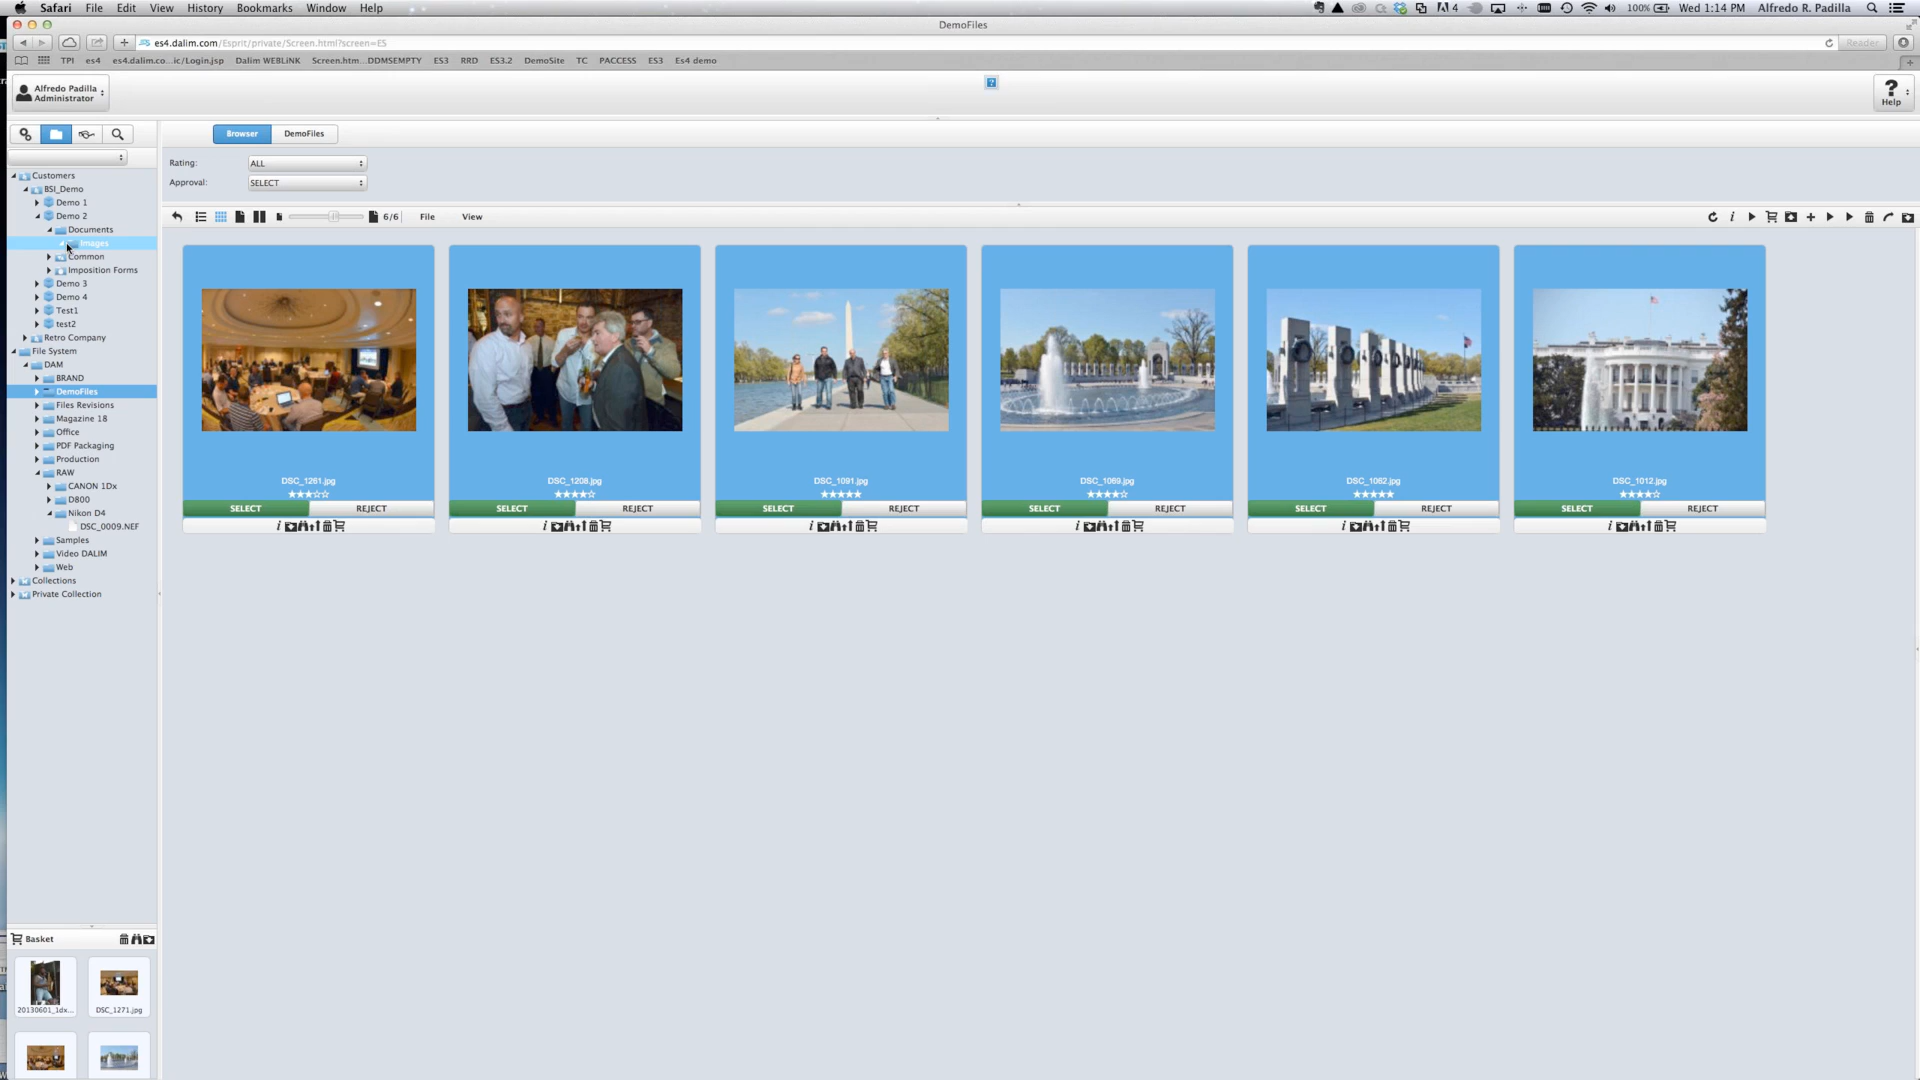 Safari File Edit View History Bookmarks Window Help
4 100% Wed 1:14 PM Alfredo R. Padilla
DemoFiles
es4.dalim.com/Esprit/private/Screen.html?screen=ES
Reader
TPI es4 es4.dalim.co...ic/Login.jsp Dalim WEBLiNK Screen.htm...DDMSEMPTY ES3 RRD ES3.2 DemoSite TC PACCESS ES3 Es4 demo
Alfredo Padilla
Administrator
?
Help
Browser DemoFiles
Rating: ALL
Approval: SELECT
6/6 File View
Customers
BSI_Demo
Demo 1
Demo 2
Documents
Images
Common
Imposition Forms
Demo 3
Demo 4
Test1
test2
Retro Company
File System
DAM
BRAND
DemoFiles
Files Revisions
Magazine 18
Office
PDF Packaging
Production
RAW
CANON 1Dx
D800
Nikon D4
DSC_0009.NEF
Samples
Video DALIM
Web
Collections
Private Collection
DSC_1261.jpg DSC_1208.jpg DSC_1091.jpg DSC_1069.jpg DSC_1062.jpg DSC_1012.jpg
SELECT REJECT SELECT REJECT SELECT REJECT SELECT REJECT SELECT REJECT SELECT REJECT
Basket
20130601_1dx... DSC_1271.jpg